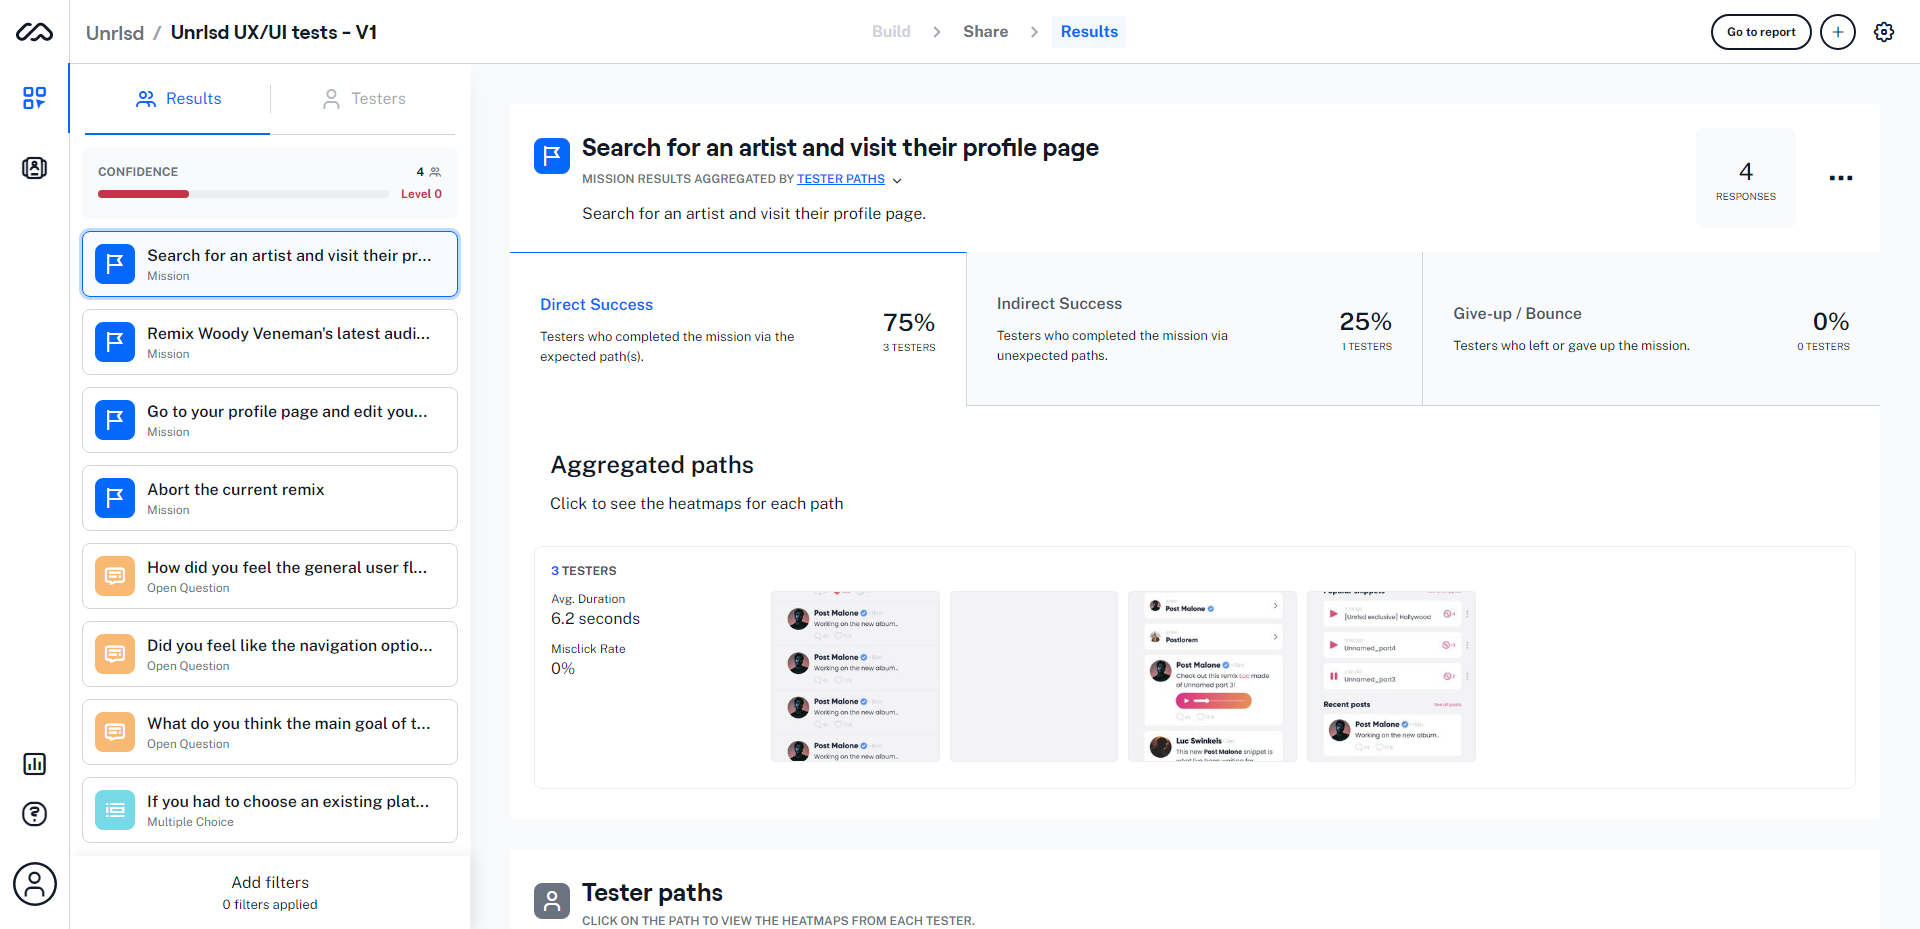 Unrlsd / Unrlsd UX/UI tests - V1
Build
Share
Results
Go to report
Results
Testers
CONFIDENCE
4
Level 0
Search for an artist and visit their pr...
Mission
Remix Woody Veneman's latest audi...
Mission
Go to your profile page and edit you...
Mission
Abort the current remix
Mission
How did you feel the general user fl...
Open Question
Did you feel like the navigation optio...
Open Question
What do you think the main goal of t...
Open Question
If you had to choose an existing plat...
Multiple Choice
Add filters
0 filters applied
Search for an artist and visit their profile page
MISSION RESULTS AGGREGATED BY TESTER PATHS
Search for an artist and visit their profile page.
4
RESPONSES
Direct Success
Testers who completed the mission via the
expected path(s).
75%
3 TESTERS
Indirect Success
Testers who completed the mission via
unexpected paths.
25%
1 TESTERS
Give-up / Bounce
Testers who left or gave up the mission.
0%
0 TESTERS
Aggregated paths
Click to see the heatmaps for each path
3 TESTERS
Avg. Duration
6.2 seconds
Misclick Rate
0%
Post Malone
Working on the new album..
Post Malone
Working on the new album..
Post Malone
Working on the new album..
Post Malone
Working on the new album..
Post Malone
Postlorem
Post Malone
Check out this remix Luc made
of Unnamed part 3!
Luc Swinkels
This new Post Malone snippet is
what I've been waiting for
Popular snippets
[Unrlsd exclusive] Hollywood
Unnamed_part4
Unnamed_part3
Recent posts
See all posts
Post Malone
Working on the new album..
Tester paths
CLICK ON THE PATH TO VIEW THE HEATMAPS FROM EACH TESTER.